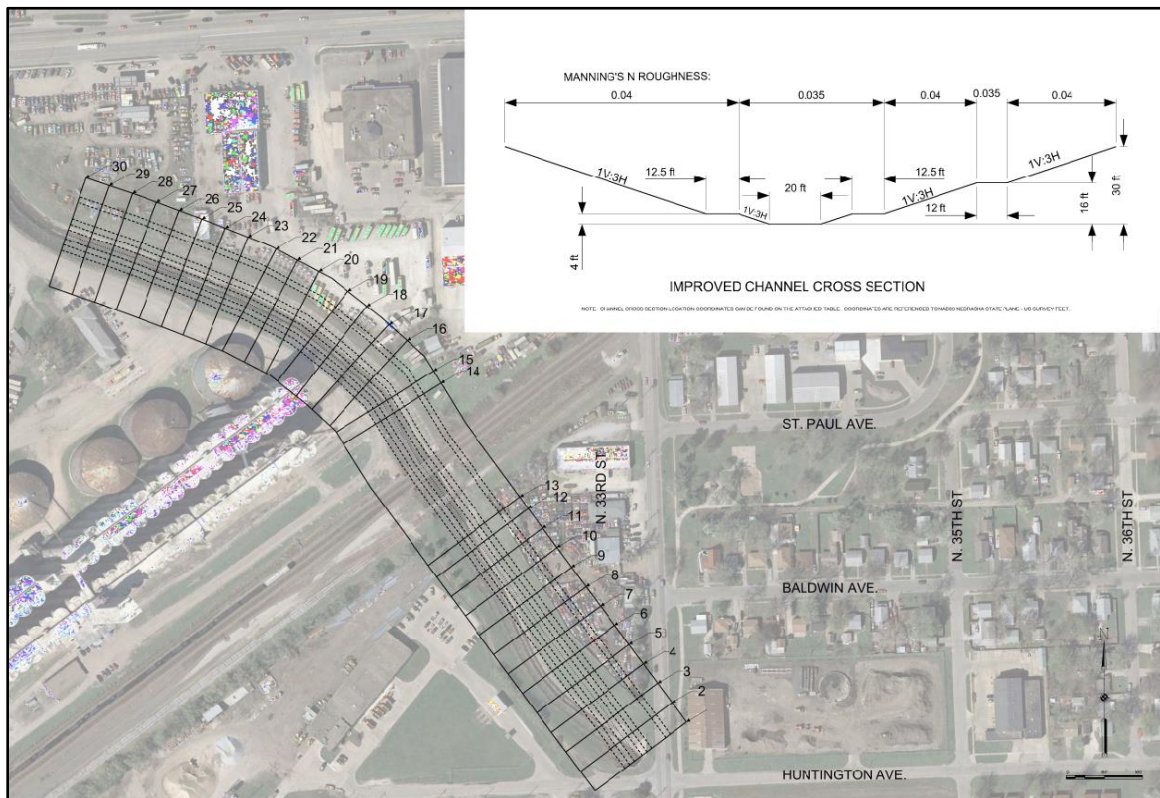 MANNING'S N ROUGHNESS:
0.04 0.035 0.04 0.035 0.04
12.5 ft 12.5 ft
1V:3H 1V:3H
20 ft
1V:3H 1V:3H
12 ft
4 ft
16 ft
30 ft
IMPROVED CHANNEL CROSS SECTION
30
29
28
27
26
25
24
23
22
21
20
19
18
17
16
15
14
13
12
11
10
9
8
7
6
5
4
3
2
ST. PAUL AVE.
N. 33RD ST
N. 35TH ST
N. 36TH ST
BALDWIN AVE.
HUNTINGTON AVE.
N